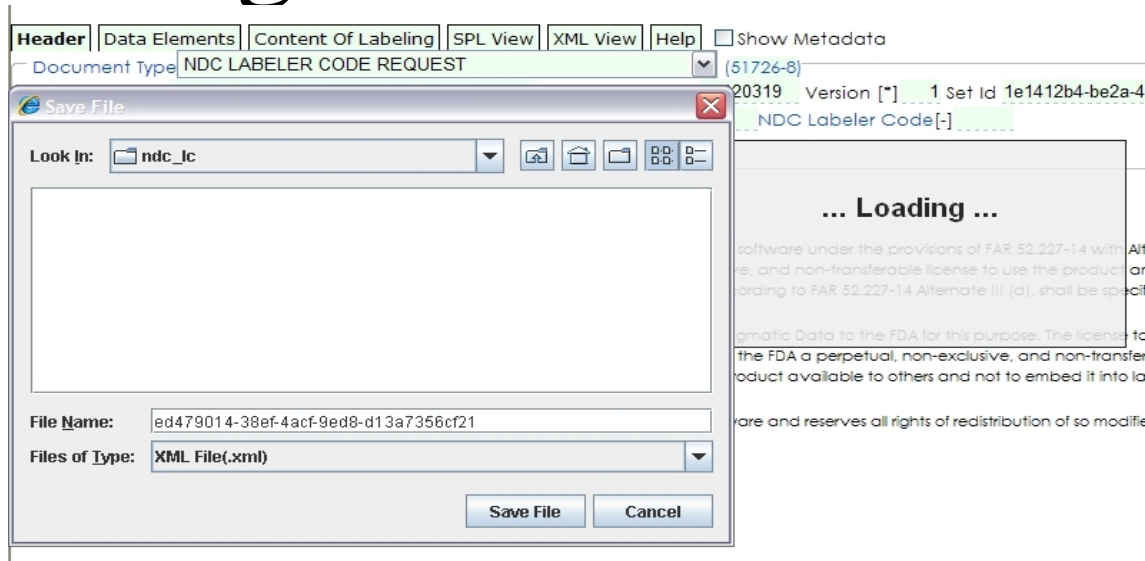 Header Data Elements Content Of Labeling SPL View XML View Help Show Metadata
Document Type NDC LABELER CODE REQUEST (51726-8)
20319 Version [*] 1 Set Id 1e1412b4-be2a-4
NDC Labeler Code[-]
Save File
Look In: ndc_lc
... Loading ...
software under the provisions of FAR 52.227-14 with Alt
e, and non-transferable license to use the product an
ording to FAR 52.227-14 Alternate III (d), shall be specif
gmatic Data to the FDA for this purpose. The license to
the FDA a perpetual, non-exclusive, and non-transfer
oduct available to others and not to embed it into la
File Name: ed479014-38ef-4acf-9ed8-d13a7356cf21
are and reserves all rights of redistribution of so modifie
Files of Type: XML File(.xml)
Save File Cancel